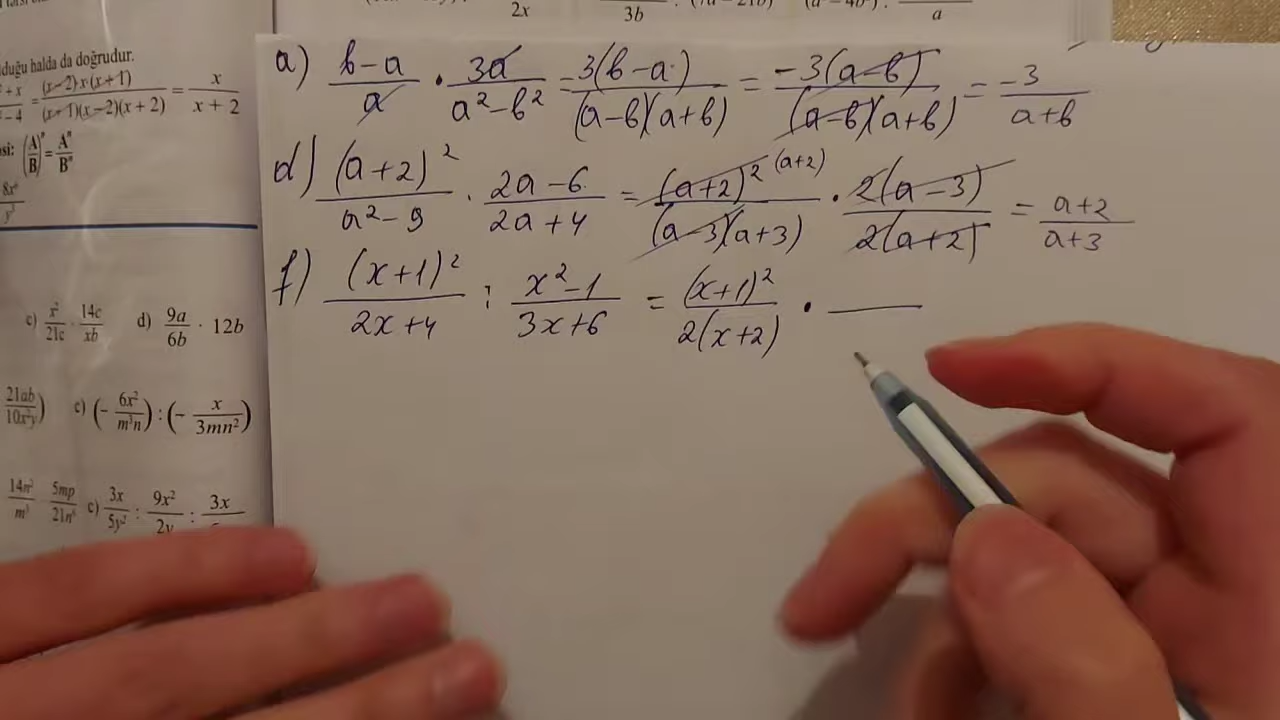 2x
3b
a
duğu halda da doğrudur.
= (x−2)·x·(x+1) / (x+1)(x−2)(x+2) = x / x + 2
si: (A/B)ⁿ = Aⁿ/Bⁿ
a) b−a / a · 3a / a²−b² = 3(b−a) / (a−b)(a+b) = −3(a−b) / (a−b)(a+b) = −3 / a+b
d) (a+2)² / a²−9 · 2a−6 / 2a+4 = (a+2)² (a+2) / (a−3)(a+3) · 2(a−3) / 2(a+2) = a+2 / a+3
f) (x+1)² / 2x+4 : x²−1 / 3x+6 = (x+1)² / 2(x+2) ·
c) x²/21c · 14c/xb d) 9a/6b · 12b
21ab/10x²y) c) (− 6x²/m³n) : (− x/3mn²)
14n²/m³ 5mp/21n⁶ c) 3x/5y² : 9x²/2y : 3x